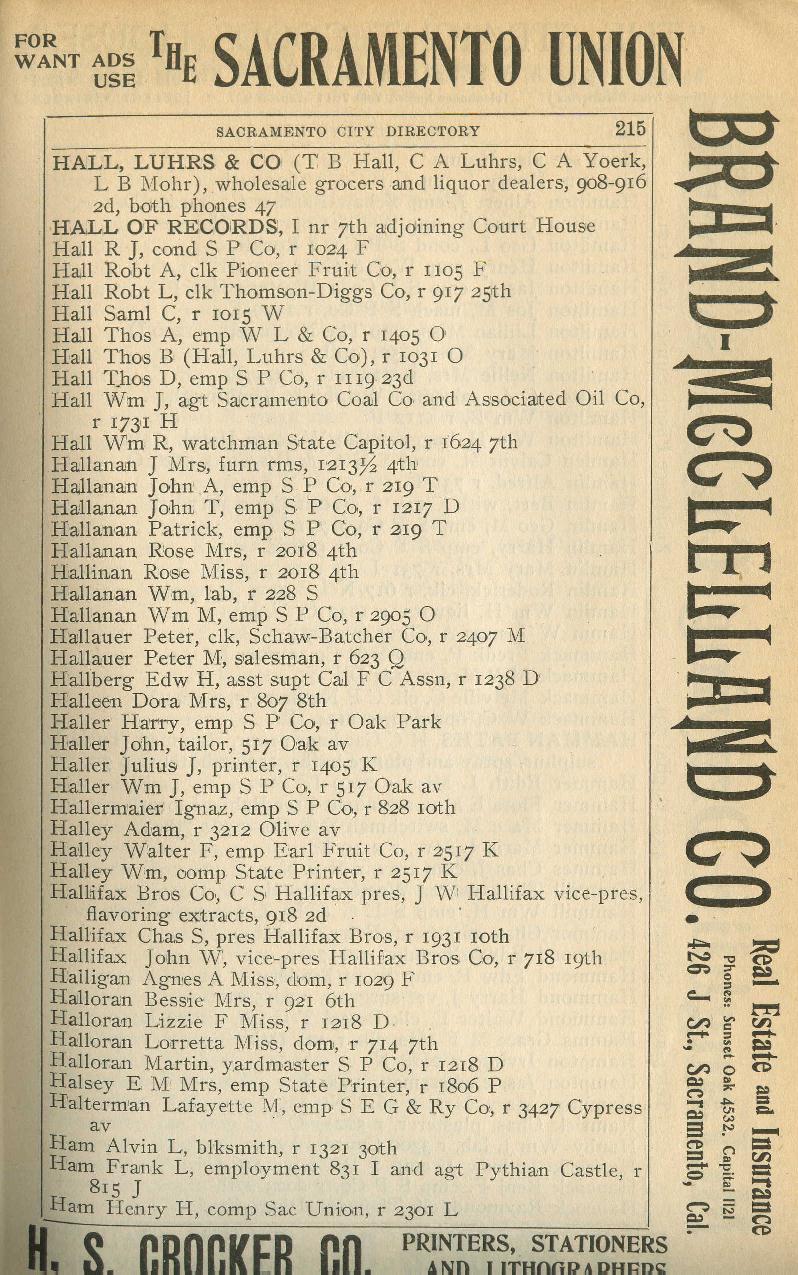 FOR
WANT ADS
USE
THE SACRAMENTO UNION
SACRAMENTO CITY DIRECTORY 215
HALL, LUHRS & CO (T B Hall, C A Luhrs, C A Yoerk,
L B Mohr), wholesale grocers and liquor dealers, 908-916
2d, both phones 47
HALL OF RECORDS, I nr 7th adjoining Court House
Hall R J, cond S P Co, r 1024 F
Hall Robt A, clk Pioneer Fruit Co, r 1105 F
Hall Robt L, clk Thomson-Diggs Co, r 917 25th
Hall Saml C, r 1015 W
Hall Thos A, emp W L & Co, r 1405 O
Hall Thos B (Hall, Luhrs & Co), r 1031 O
Hall Thos D, emp S P Co, r 1119 23d
Hall Wm J, agt Sacramento Coal Co and Associated Oil Co,
r 1731 H
Hall Wm R, watchman State Capitol, r 1624 7th
Hallanan J Mrs, furn rms, 1213½ 4th
Hallanan John A, emp S P Co, r 219 T
Hallanan John T, emp S P Co, r 1217 D
Hallanan Patrick, emp S P Co, r 219 T
Hallanan Rose Mrs, r 2018 4th
Hallinan Rose Miss, r 2018 4th
Hallanan Wm, lab, r 228 S
Hallanan Wm M, emp S P Co, r 2905 O
Hallauer Peter, clk, Schaw-Batcher Co, r 2407 M
Hallauer Peter M, salesman, r 623 Q
Hallberg Edw H, asst supt Cal F C Assn, r 1238 D
Halleen Dora Mrs, r 807 8th
Haller Harry, emp S P Co, r Oak Park
Haller John, tailor, 517 Oak av
Haller Julius J, printer, r 1405 K
Haller Wm J, emp S P Co, r 517 Oak av
Hallermaier Ignaz, emp S P Co, r 828 10th
Halley Adam, r 3212 Olive av
Halley Walter F, emp Earl Fruit Co, r 2517 K
Halley Wm, comp State Printer, r 2517 K
Hallifax Bros Co, C S Hallifax pres, J W Hallifax vice-pres,
flavoring extracts, 918 2d
Hallifax Chas S, pres Hallifax Bros, r 1931 10th
Hallifax John W, vice-pres Hallifax Bros Co, r 718 19th
Halligan Agnes A Miss, dom, r 1029 F
Halloran Bessie Mrs, r 921 6th
Halloran Lizzie F Miss, r 1218 D
Halloran Lorretta Miss, dom, r 714 7th
Halloran Martin, yardmaster S P Co, r 1218 D
Halsey E M Mrs, emp State Printer, r 1806 P
Halterman Lafayette M, emp S E G & Ry Co, r 3427 Cypress
av
Ham Alvin L, blksmith, r 1321 30th
Ham Frank L, employment 831 I and agt Pythian Castle, r
815 J
Ham Henry H, comp Sac Union, r 2301 L
BRAND-McCLELLAND CO.
Real Estate and Insurance
Phones: Sunset Oak 4532. Capital 1121
426 J St., Sacramento, Cal.
H. S. CROCKER CO.
PRINTERS, STATIONERS
AND LITHOGRAPHERS